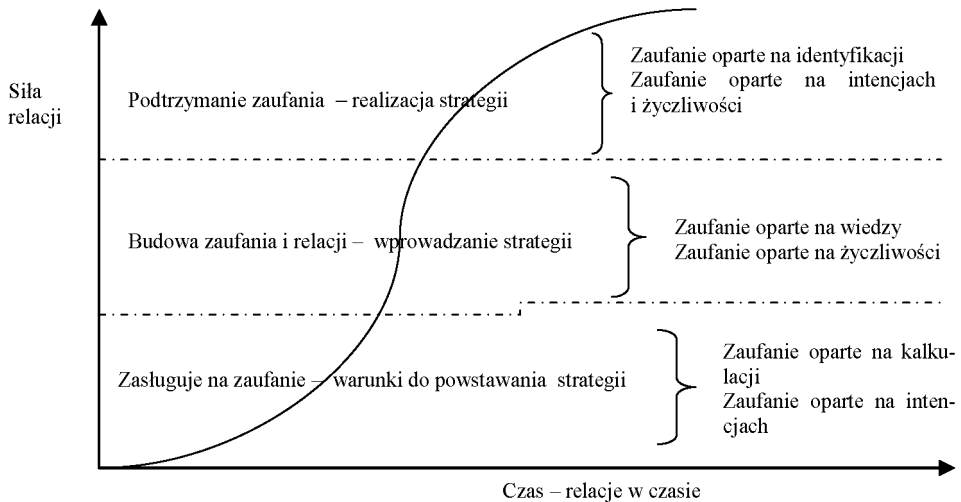 Siła
relacji
Podtrzymanie zaufania – realizacja strategii
Zaufanie oparte na identyfikacji
Zaufanie oparte na intencjach
i życzliwości
Budowa zaufania i relacji – wprowadzanie strategii
Zaufanie oparte na wiedzy
Zaufanie oparte na życzliwości
Zasługuje na zaufanie – warunki do powstawania strategii
Zaufanie oparte na kalku-
lacji
Zaufanie oparte na inten-
cjach
Czas – relacje w czasie